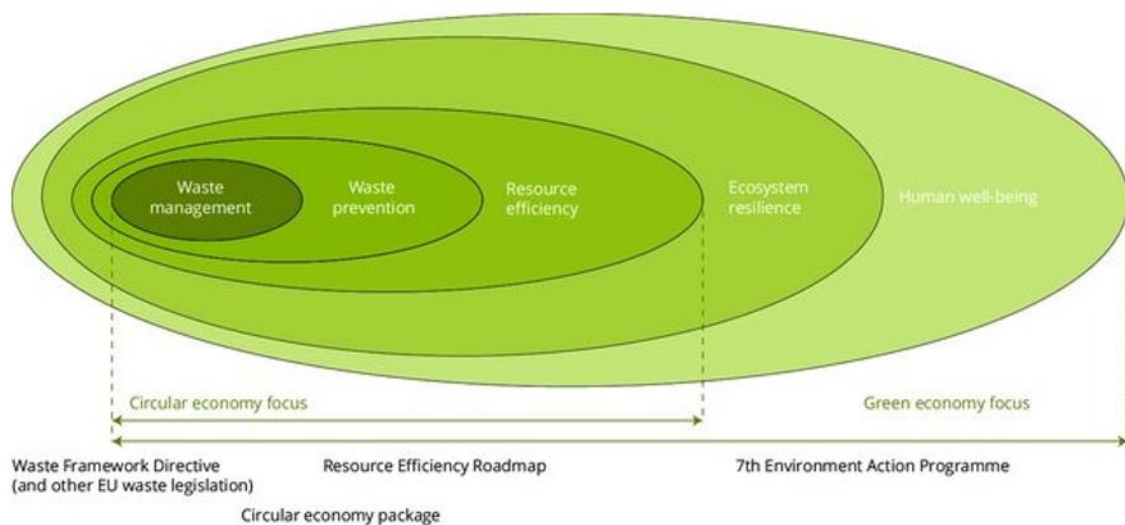 Waste
management
Waste
prevention
Resource
efficiency
Ecosystem
resilience
Human well-being
Circular economy focus
Green economy focus
Waste Framework Directive
(and other EU waste legislation)
Resource Efficiency Roadmap
7th Environment Action Programme
Circular economy package